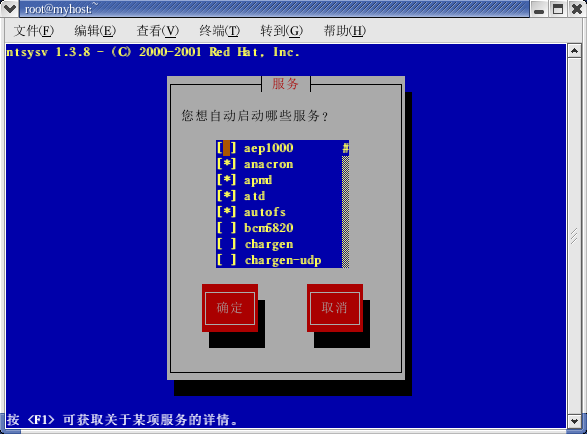 root@myhost:~
文件(F) 编辑(E) 查看(V) 终端(T) 转到(G) 帮助(H)
ntsysv 1.3.8 - (C) 2000-2001 Red Hat, Inc.
服务
您想自动启动哪些服务？
[ ] aep1000 #
[*] anacron
[*] apmd
[*] atd
[*] autofs
[ ] bcm5820
[ ] chargen
[ ] chargen-udp
确定 取消
按 <F1> 可获取关于某项服务的详情。